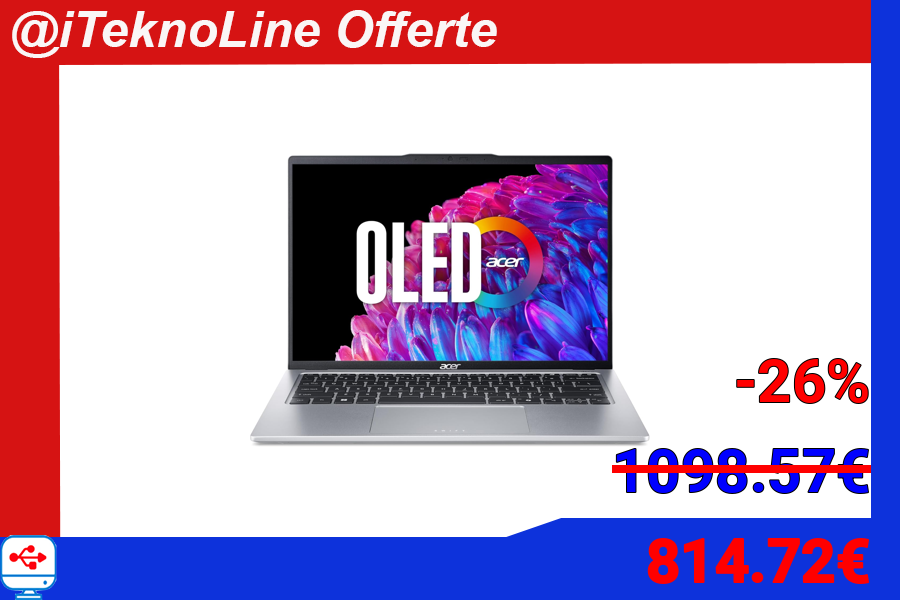 @iTeknoLine Offerte
OLED
acer
acer
-26%
1098.57€
814.72€